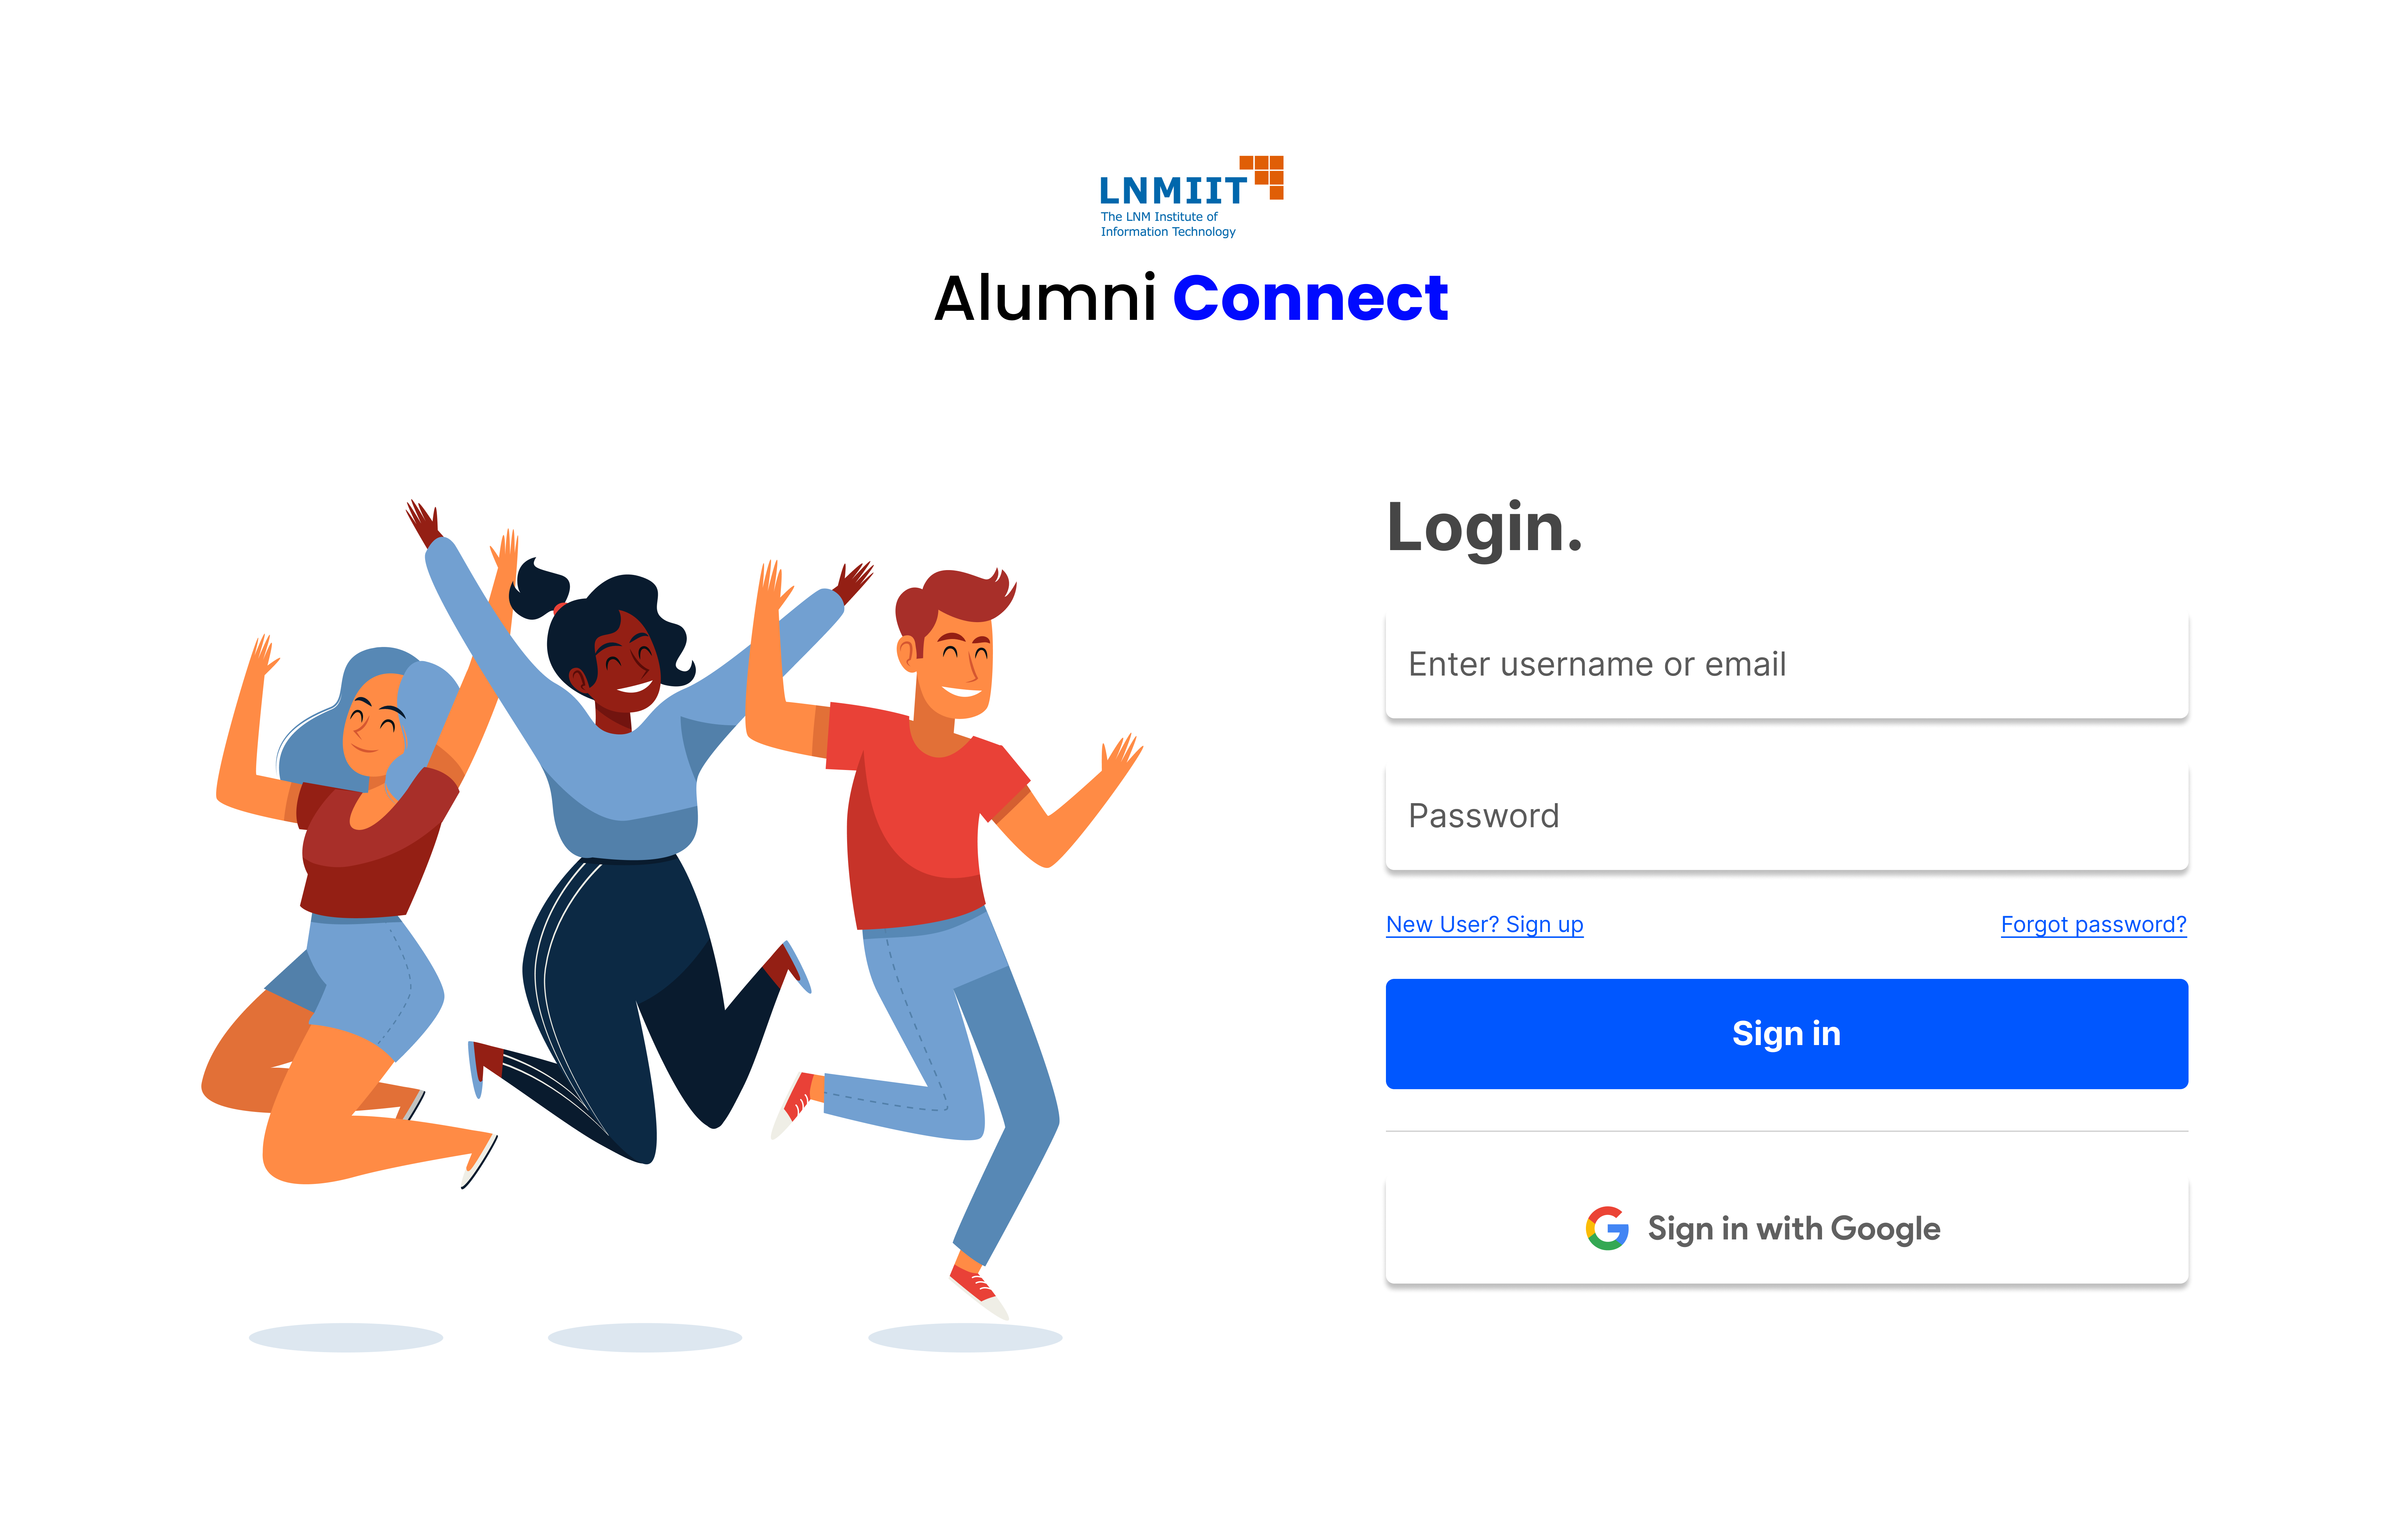 LNMIIT
The LNM Institute of
Information Technology
Alumni Connect
Login.
Enter username or email
Password
New User? Sign up
Forgot password?
Sign in
Sign in with Google